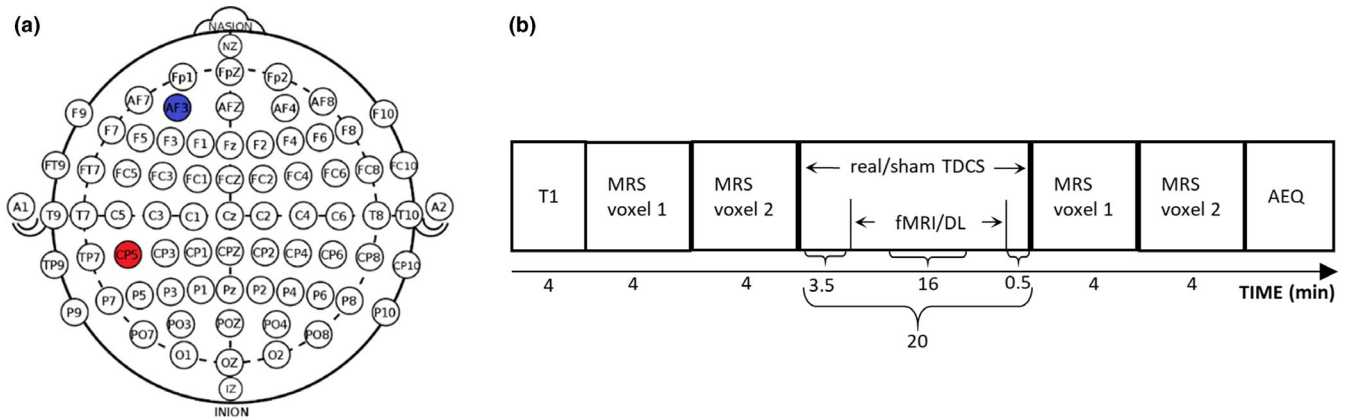 (a)
NASION
NZ
Fp1 FpZ Fp2
AF7 AF3 AFZ AF4 AF8
F9 F10
F7 F5 F3 F1 Fz F2 F4 F6 F8
FT9 FT7 FC5 FC3 FC1 FCZ FC2 FC4 FC6 FC8 FC10
A1 T9 T7 C5 C3 C1 Cz C2 C4 C6 T8 T10 A2
TP9 TP7 CP5 CP3 CP1 CPZ CP2 CP4 CP6 CP8 CP10
P9 P7 P5 P3 P1 Pz P2 P4 P6 P8 P10
PO7 PO3 POZ PO4 PO8
O1 OZ O2
IZ
INION
(b)
T1
MRS
voxel 1
MRS
voxel 2
real/sham TDCS
fMRI/DL
MRS
voxel 1
MRS
voxel 2
AEQ
4 4 4 3.5 16 0.5 4 4
TIME (min)
20